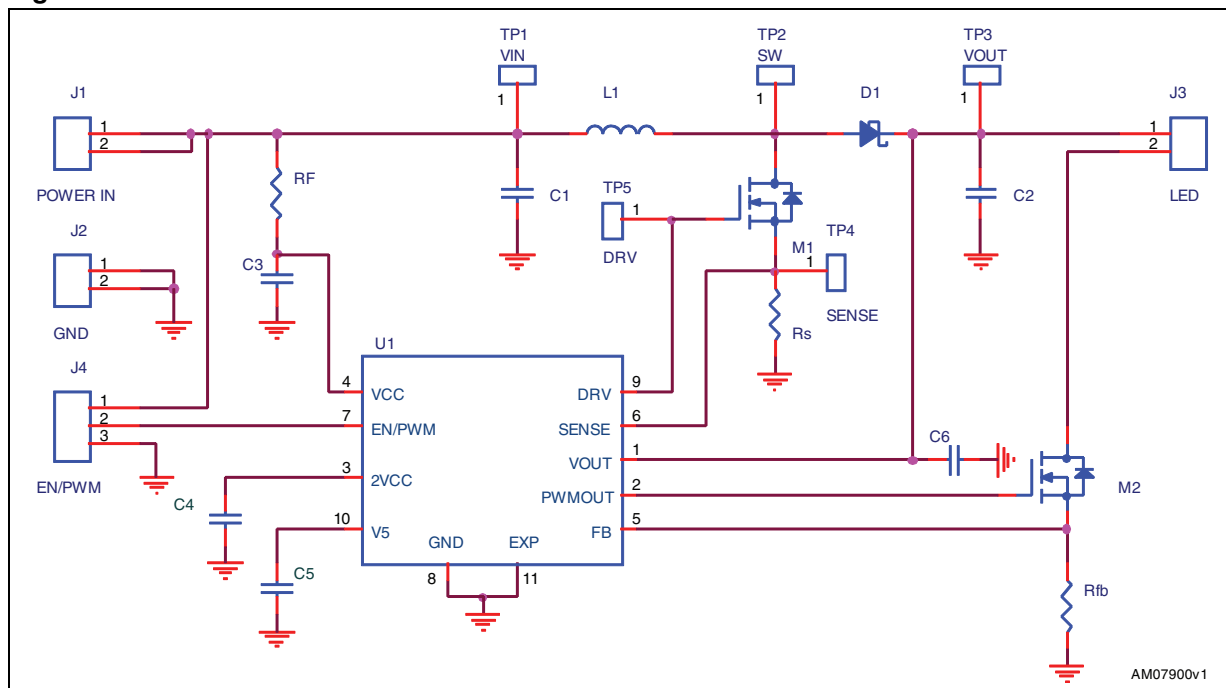 TP1
VIN
1
TP2
SW
1
TP3
VOUT
1
J1
1
2
POWER IN
L1
D1
J3
1
2
LED
RF
C1
TP5
1
DRV
C2
J2
1
2
GND
C3
M1
TP4
1
SENSE
Rs
J4
1
2
3
EN/PWM
U1
4 VCC
7 EN/PWM
3 2VCC
10 V5
DRV 9
SENSE 6
VOUT 1
PWMOUT 2
FB 5
GND EXP
8 11
C4
C5
C6
M2
Rfb
AM07900v1